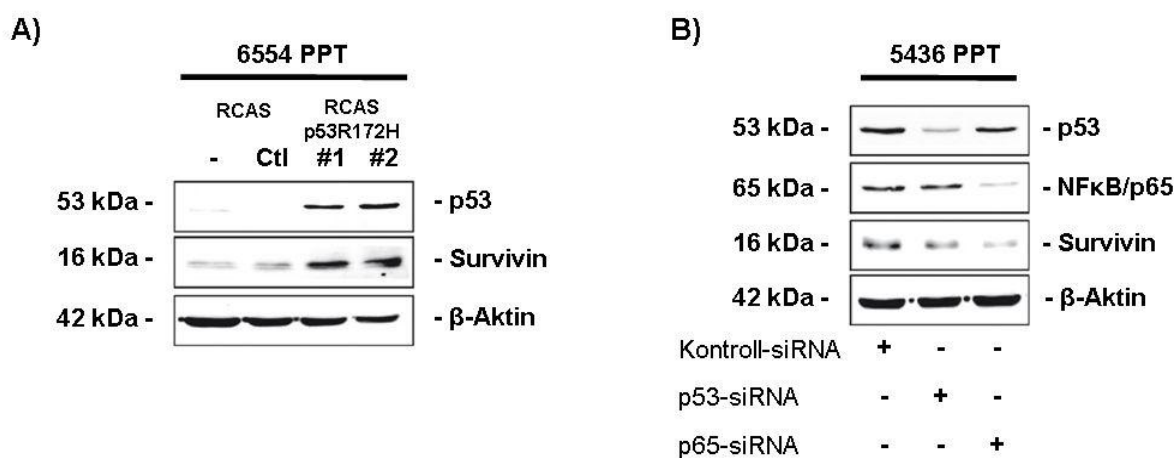 A)
6554 PPT
RCAS
RCAS
p53R172H
- Ctl #1 #2
53 kDa - - p53
16 kDa - - Survivin
42 kDa - - β-Aktin
B)
5436 PPT
53 kDa - - p53
65 kDa - - NFκB/p65
16 kDa - - Survivin
42 kDa - - β-Aktin
Kontroll-siRNA + - -
p53-siRNA - + -
p65-siRNA - - +